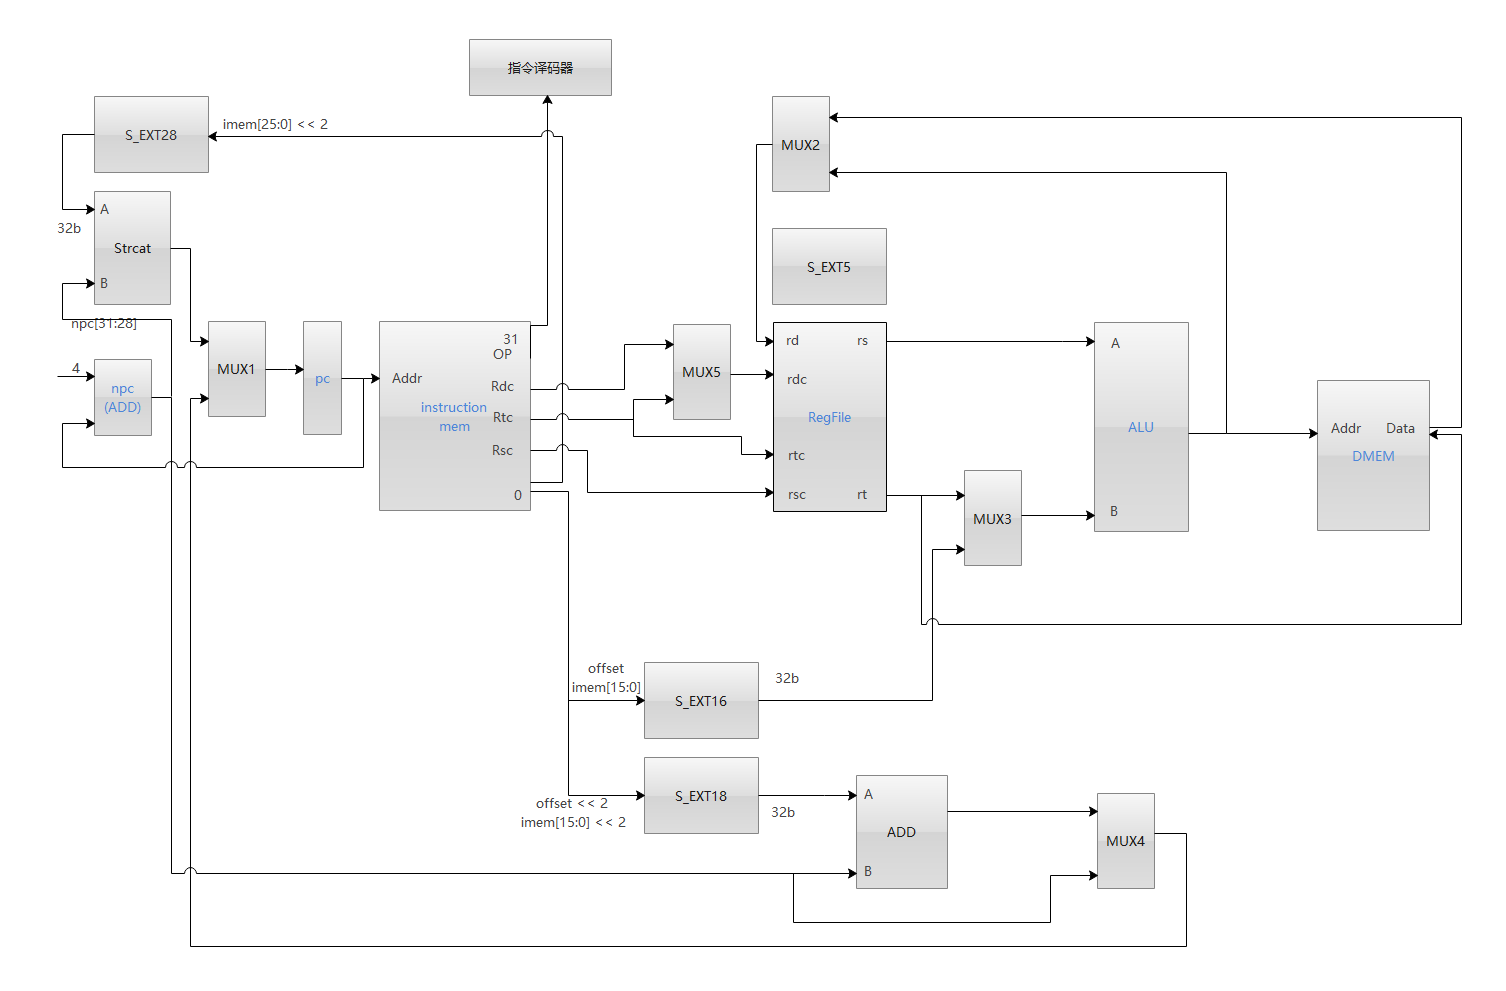 指令译码器
S_EXT28
imem[25:0] << 2
MUX2
A
32b
Strcat
B
S_EXT5
npc[31:28]
4
npc
(ADD)
MUX1
pc
Addr
31
OP
Rdc
instruction
mem
Rtc
Rsc
0
MUX5
rd
rs
rdc
RegFile
rtc
rsc
rt
MUX3
A
ALU
B
Addr
Data
DMEM
offset
imem[15:0]
S_EXT16
32b
S_EXT18
offset << 2
imem[15:0] << 2
32b
A
ADD
B
MUX4